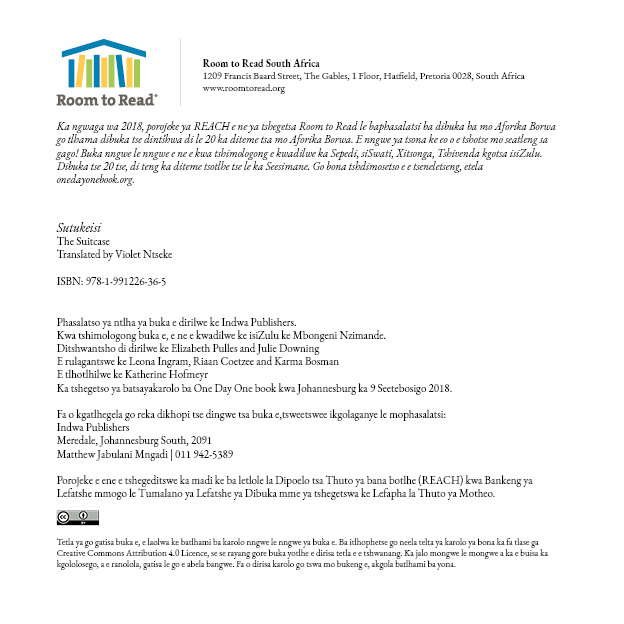 Room to Read®
Room to Read South Africa
1209 Francis Baard Street, The Gables, 1 Floor, Hatfield, Pretoria 0028, South Africa
www.roomtoread.org
Ka ngwaga wa 2018, porojeke ya REACH e ne ya tshegetsa Room to Read le baphasalatsi ba dibuka ba mo Aforika Borwa
go tlhama dibuka tse dintšhwa di le 20 ka diteme tsa mo Aforika Borwa. E nngwe ya tsona ke eo o e tshotse mo seatleng sa
gago! Buka nngwe le nngwe e ne e kwa tshimologong e kwadilwe ka Sepedi, siSwati, Xitsonga, Tshivenda kgotsa isiZulu.
Dibuka tse 20 tse, di teng ka diteme tsotlhe tse le ka Seesimane. Go bona tshdimosetso e e tseneletseng, etela
onedayonebook.org.
Sutukeisi
The Suitcase
Translated by Violet Ntseke
ISBN: 978-1-991226-36-5
Phasalatso ya ntlha ya buka e dirilwe ke Indwa Publishers.
Kwa tshimologong buka e, e ne e kwadilwe ke isiZulu ke Mbongeni Nzimande.
Ditshwantsho di dirilwe ke Elizabeth Pulles and Julie Downing
E rulagantswe ke Leona Ingram, Riaan Coetzee and Karma Bosman
E tlhotlhilwe ke Katherine Hofmeyr
Ka tshegetso ya batsayakarolo ba One Day One book kwa Johannesburg ka 9 Seetebosigo 2018.
Fa o kgatlhegela go reka dikhopi tse dingwe tsa buka e,tsweetswee ikgolaganye le mophasalatsi:
Indwa Publishers
Meredale, Johannesburg South, 2091
Matthew Jabulani Mngadi | 011 942-5389
Porojeke e ene e tshegeditswe ka madi ke ba letlole la Dipoelo tsa Thuto ya bana botlhe (REACH) kwa Bankeng ya
Lefatshe mmogo le Tumalano ya Lefatshe ya Dibuka mme ya tshegetswa ke Lefapha la Thuto ya Motheo.
cc BY
Tetla ya go gatisa buka e, e laolwa ke batlhami ba karolo nngwe le nngwe ya buka e. Ba itlhophetse go neela telta ya karolo ya bona ka fa tlase ga
Creative Commons Attribution 4.0 Licence, se se rayang gore buka yotlhe e dirisa tetla e e tshwanang. Ka jalo mongwe le mongwe a ka e buisa ka
kgololosego, a e ranolola, gatisa le go e abela bangwe. Fa o dirisa karolo go tswa mo bukeng e, akgola batlhami ba yona.